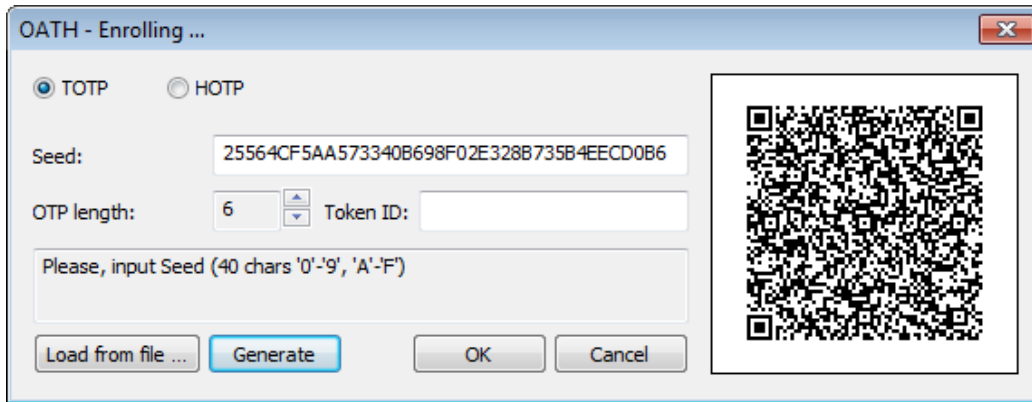 OATH - Enrolling ...
TOTP HOTP
Seed: 25564CF5AA573340B698F02E328B735B4EECD0B6
OTP length: 6 Token ID:
Please, input Seed (40 chars '0'-'9', 'A'-'F')
Load from file ... Generate OK Cancel